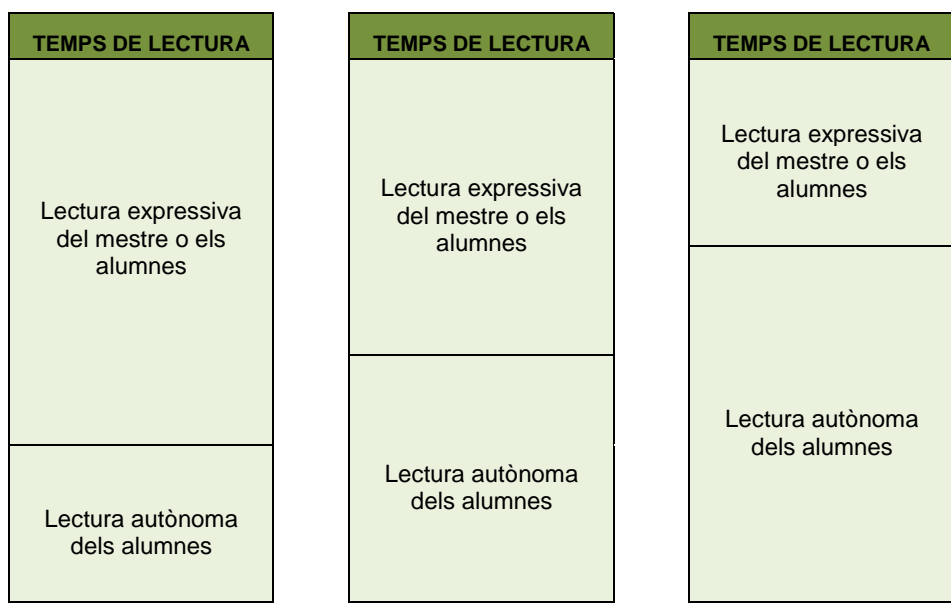 TEMPS DE LECTURA
Lectura expressiva
del mestre o els
alumnes
Lectura autònoma
dels alumnes
TEMPS DE LECTURA
Lectura expressiva
del mestre o els
alumnes
Lectura autònoma
dels alumnes
TEMPS DE LECTURA
Lectura expressiva
del mestre o els
alumnes
Lectura autònoma
dels alumnes